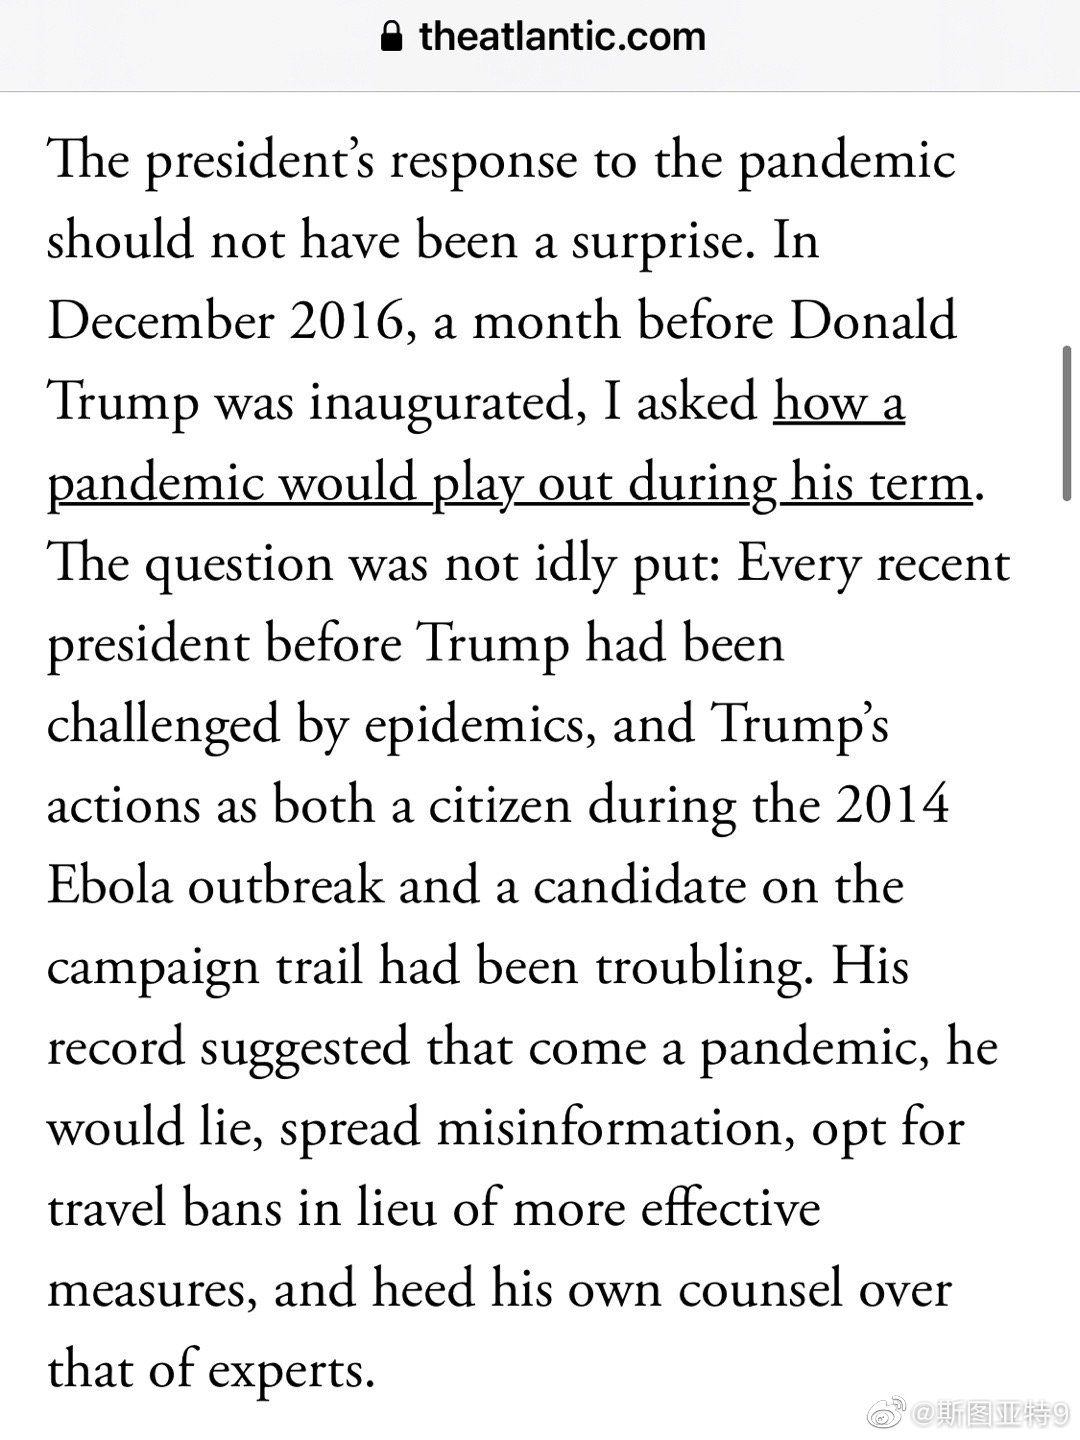 theatlantic.com
The president’s response to the pandemic
should not have been a surprise. In
December 2016, a month before Donald
Trump was inaugurated, I asked how a
pandemic would play out during his term.
The question was not idly put: Every recent
president before Trump had been
challenged by epidemics, and Trump’s
actions as both a citizen during the 2014
Ebola outbreak and a candidate on the
campaign trail had been troubling. His
record suggested that come a pandemic, he
would lie, spread misinformation, opt for
travel bans in lieu of more effective
measures, and heed his own counsel over
that of experts.
@斯图亚特9